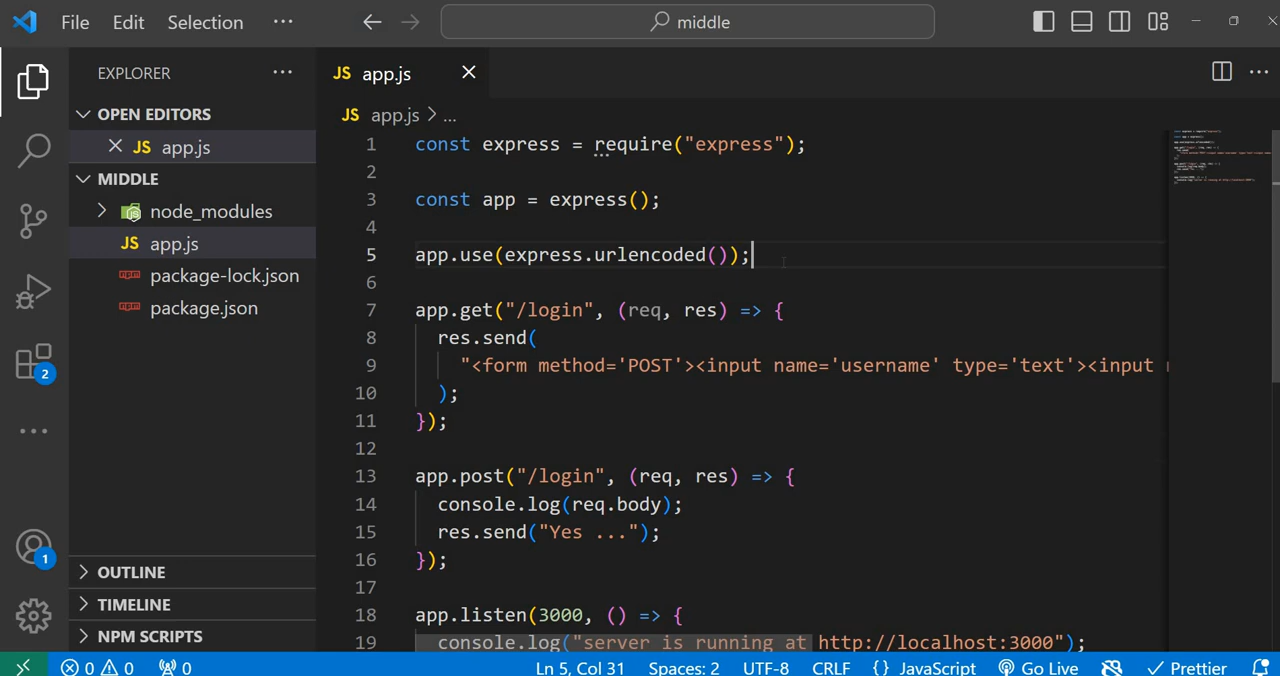 File Edit Selection ··· middle
EXPLORER ···
OPEN EDITORS
JS app.js
MIDDLE
node_modules
JS app.js
package-lock.json
package.json
OUTLINE
TIMELINE
NPM SCRIPTS
2
1
JS app.js
JS app.js > ...
1 const express = require("express");
2
3 const app = express();
4
5 app.use(express.urlencoded());
6
7 app.get("/login", (req, res) => {
8 res.send(
9 "<form method='POST'><input name='username' type='text'><input
10 );
11 });
12
13 app.post("/login", (req, res) => {
14 console.log(req.body);
15 res.send("Yes ...");
16 });
17
18 app.listen(3000, () => {
19 console.log("server is running at http://localhost:3000");
0 0 0 Ln 5, Col 31 Spaces: 2 UTF-8 CRLF {} JavaScript Go Live Prettier